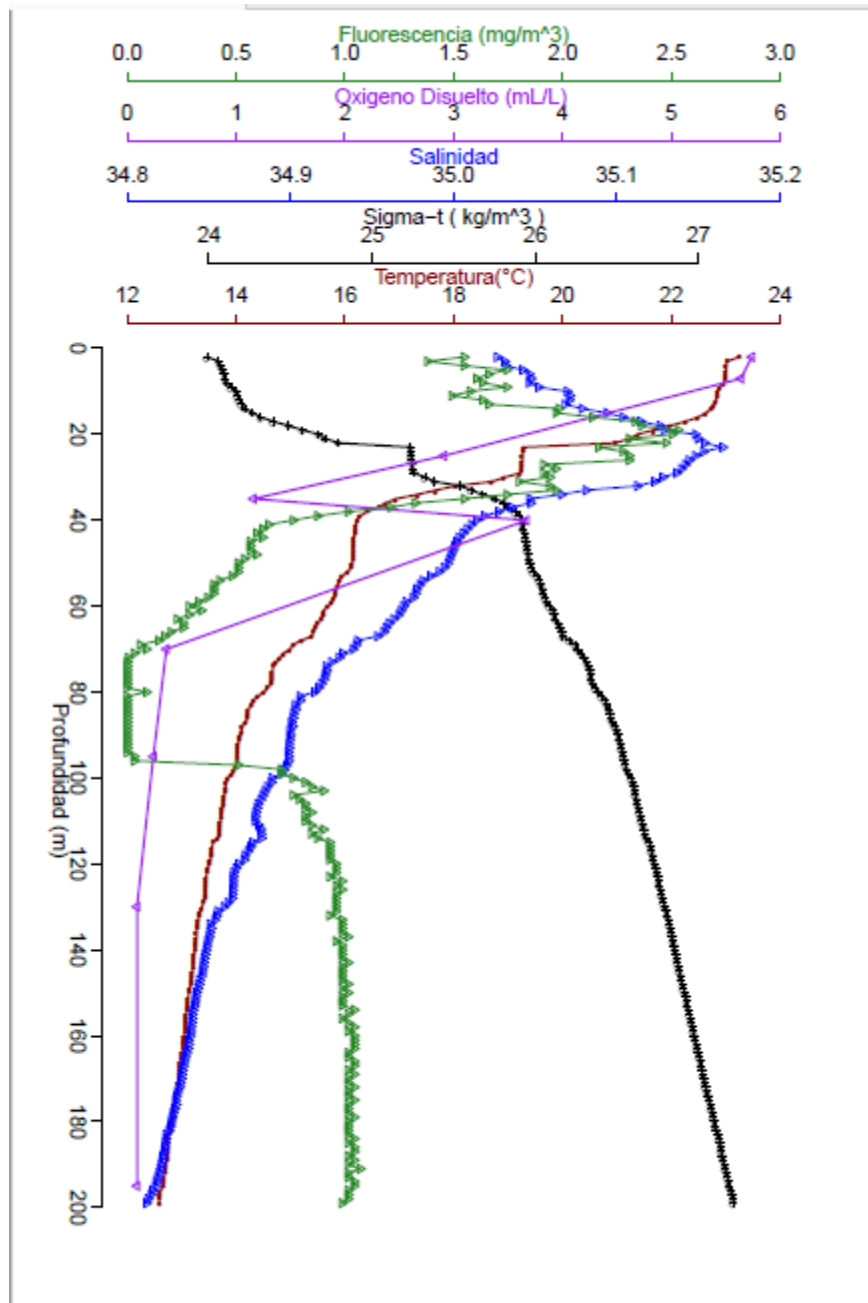 Fluorescencia (mg/m^3)
0.0 0.5 1.0 1.5 2.0 2.5 3.0
Oxigeno Disuelto (mL/L)
0 1 2 3 4 5 6
Salinidad
34.8 34.9 35.0 35.1 35.2
Sigma−t ( kg/m^3 )
24 25 26 27
Temperatura(°C)
12 14 16 18 20 22 24
0
20
40
60
80
100
120
140
160
180
200
Profundidad (m)